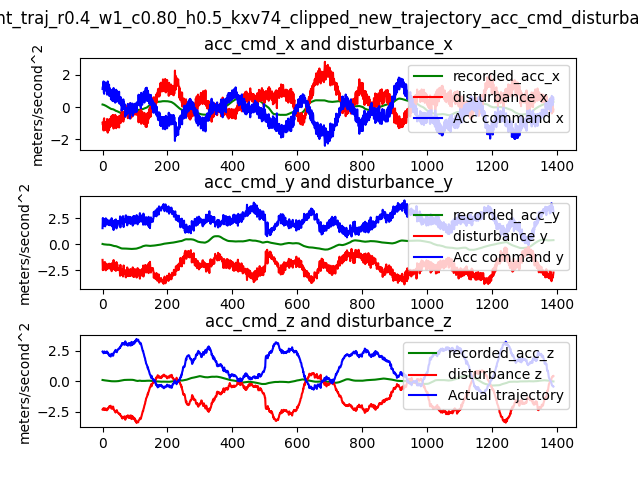 nt_traj_r0.4_w1_c0.80_h0.5_kxv74_clipped_new_trajectory_acc_cmd_disturba
acc_cmd_x and disturbance_x
meters/second^2
2
0
−2
recorded_acc_x
disturbance x
Acc command x
0 200 400 600 800 1000 1200 1400
acc_cmd_y and disturbance_y
meters/second^2
2.5
0.0
−2.5
recorded_acc_y
disturbance y
Acc command y
0 200 400 600 800 1000 1200 1400
acc_cmd_z and disturbance_z
meters/second^2
2.5
0.0
−2.5
recorded_acc_z
disturbance z
Actual trajectory
0 200 400 600 800 1000 1200 1400